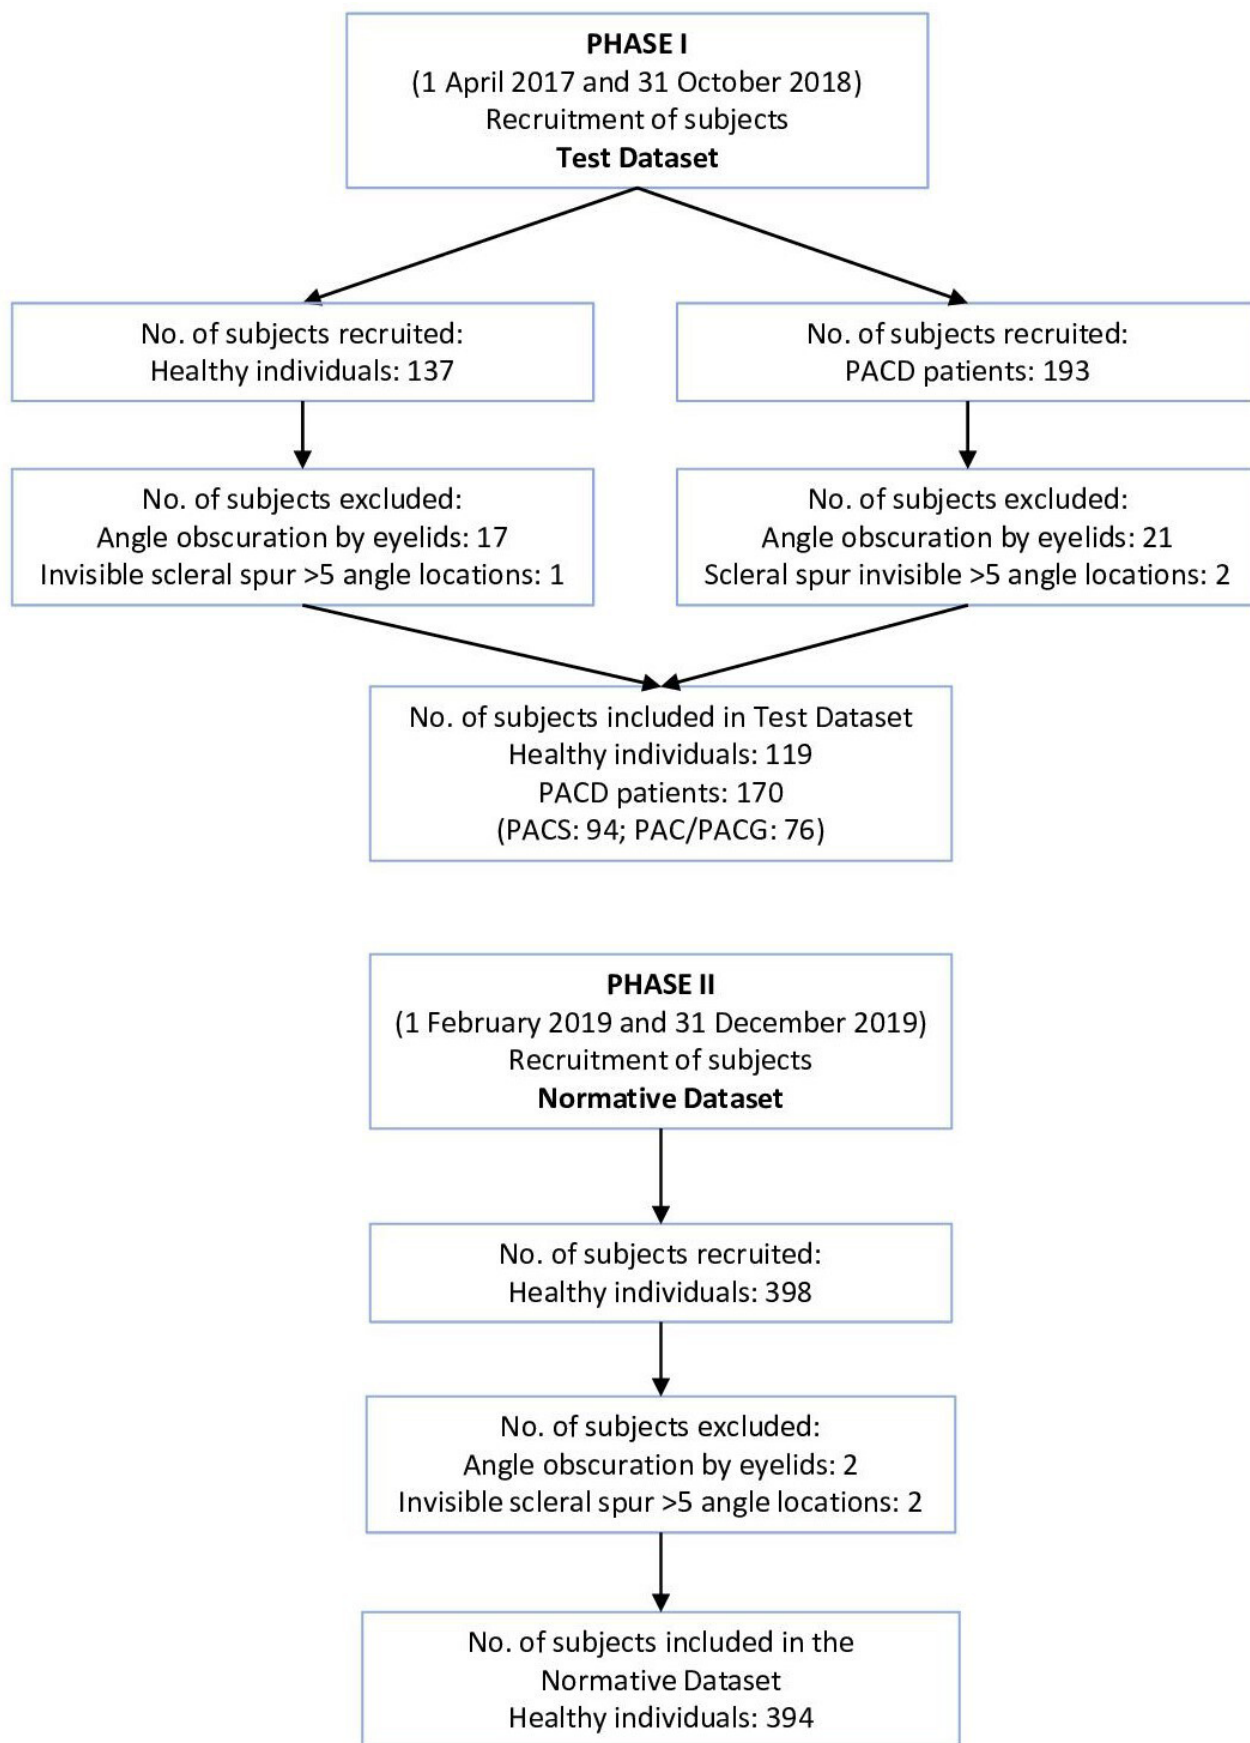 PHASE I
(1 April 2017 and 31 October 2018)
Recruitment of subjects
Test Dataset
No. of subjects recruited:
Healthy individuals: 137
No. of subjects recruited:
PACD patients: 193
No. of subjects excluded:
Angle obscuration by eyelids: 17
Invisible scleral spur >5 angle locations: 1
No. of subjects excluded:
Angle obscuration by eyelids: 21
Scleral spur invisible >5 angle locations: 2
No. of subjects included in Test Dataset
Healthy individuals: 119
PACD patients: 170
(PACS: 94; PAC/PACG: 76)
PHASE II
(1 February 2019 and 31 December 2019)
Recruitment of subjects
Normative Dataset
No. of subjects recruited:
Healthy individuals: 398
No. of subjects excluded:
Angle obscuration by eyelids: 2
Invisible scleral spur >5 angle locations: 2
No. of subjects included in the
Normative Dataset
Healthy individuals: 394